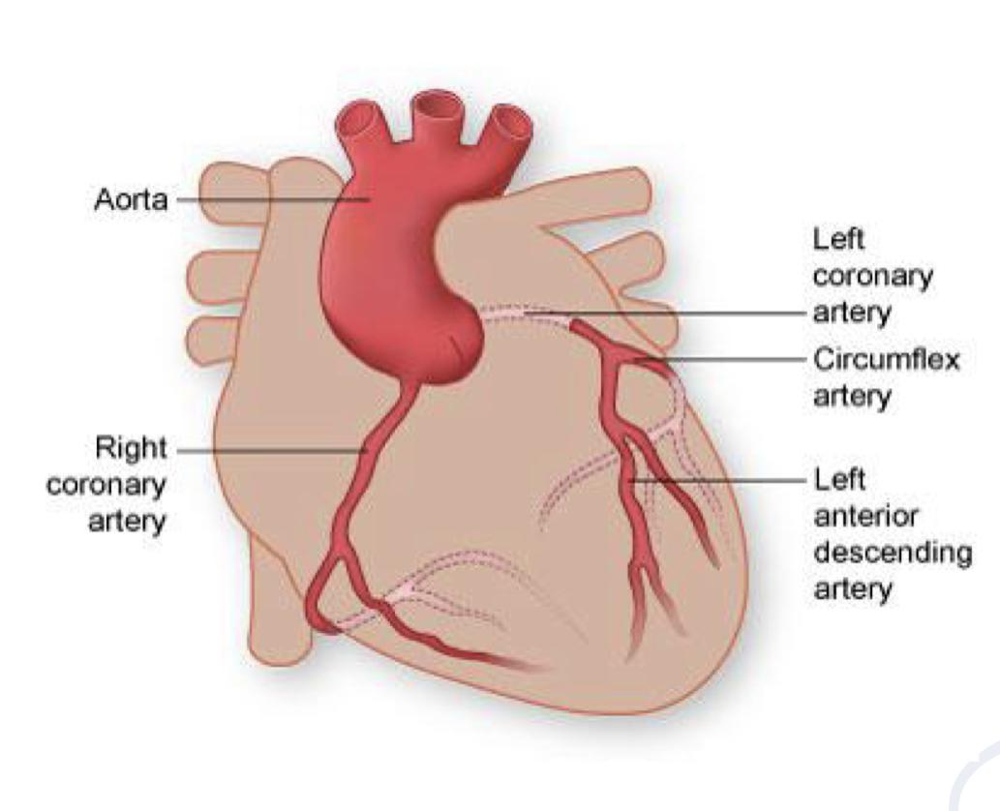 Aorta
Left
coronary
artery
Circumflex
artery
Right
coronary
artery
Left
anterior
descending
artery